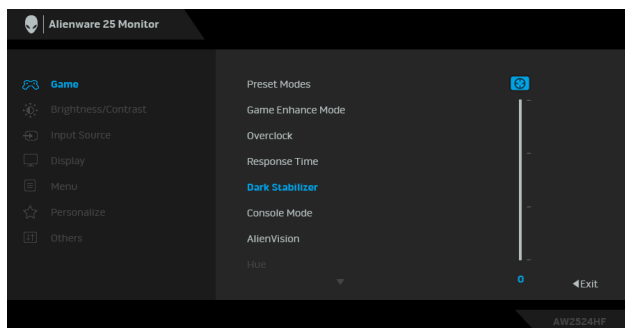 Alienware 25 Monitor
Game
Brightness/Contrast
Input Source
Display
Menu
Personalize
Others
Preset Modes
Game Enhance Mode
Overclock
Response Time
Dark Stabilizer
Console Mode
AlienVision
Hue
0
Exit
AW2524HF